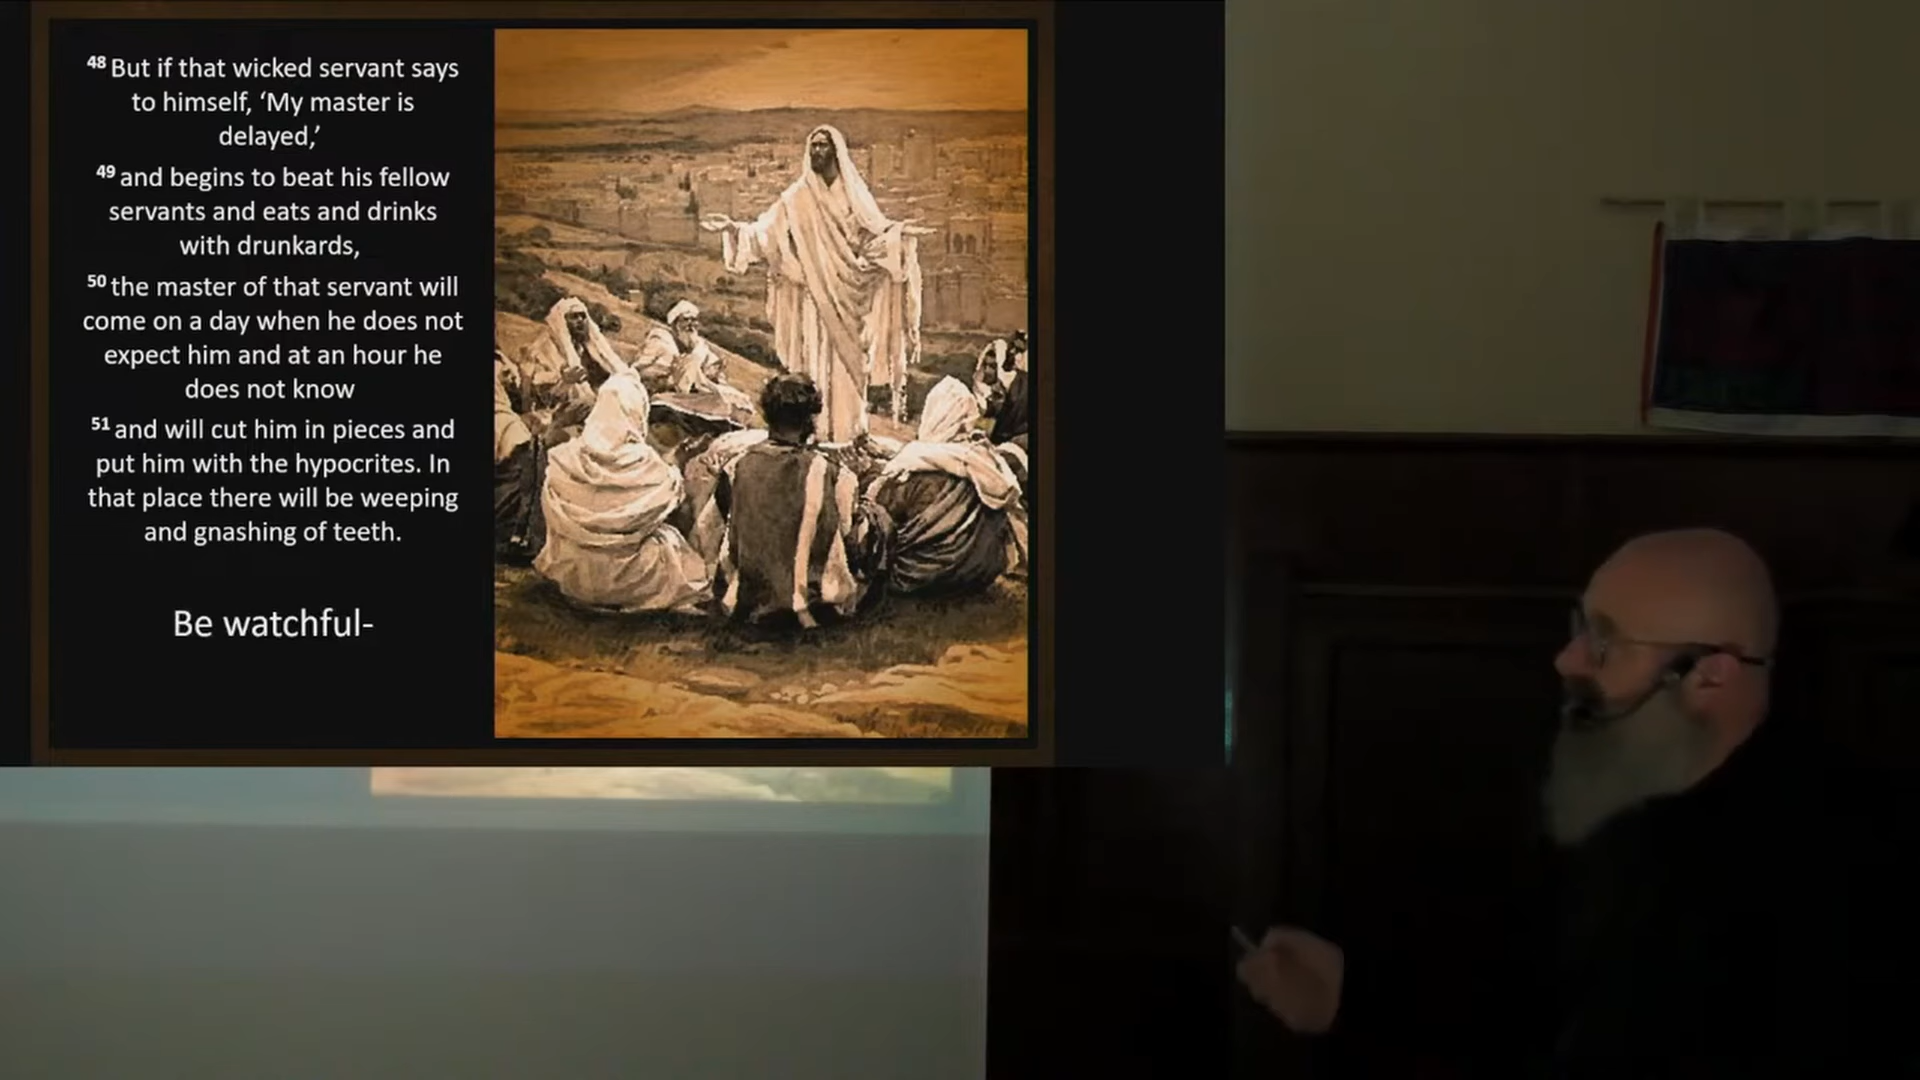 48 But if that wicked servant says
to himself, ‘My master is
delayed,’
49 and begins to beat his fellow
servants and eats and drinks
with drunkards,
50 the master of that servant will
come on a day when he does not
expect him and at an hour he
does not know
51 and will cut him in pieces and
put him with the hypocrites. In
that place there will be weeping
and gnashing of teeth.
Be watchful-